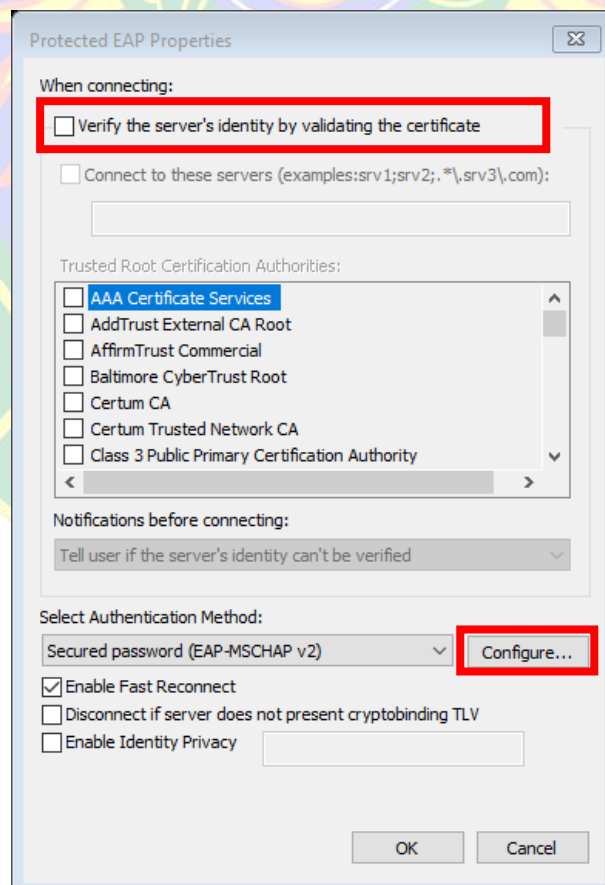 Protected EAP Properties
When connecting:
Verify the server's identity by validating the certificate
Connect to these servers (examples:srv1;srv2;.*\.srv3\.com):
Trusted Root Certification Authorities:
AAA Certificate Services
AddTrust External CA Root
AffirmTrust Commercial
Baltimore CyberTrust Root
Certum CA
Certum Trusted Network CA
Class 3 Public Primary Certification Authority
Notifications before connecting:
Tell user if the server's identity can't be verified
Select Authentication Method:
Secured password (EAP-MSCHAP v2)
Configure...
Enable Fast Reconnect
Disconnect if server does not present cryptobinding TLV
Enable Identity Privacy
OK Cancel